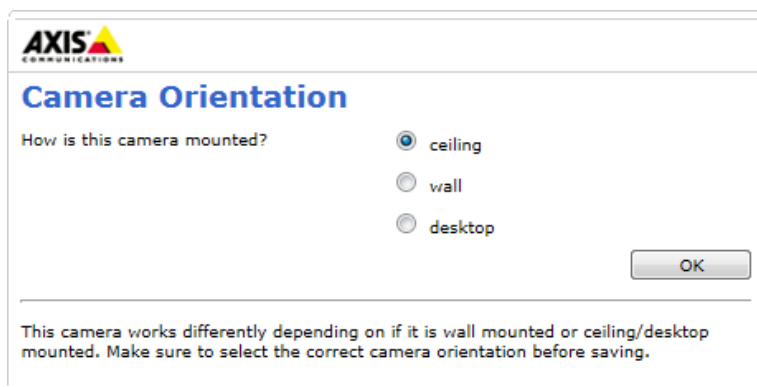 AXIS
COMMUNICATIONS
Camera Orientation
How is this camera mounted?
ceiling
wall
desktop
OK
This camera works differently depending on if it is wall mounted or ceiling/desktop
mounted. Make sure to select the correct camera orientation before saving.